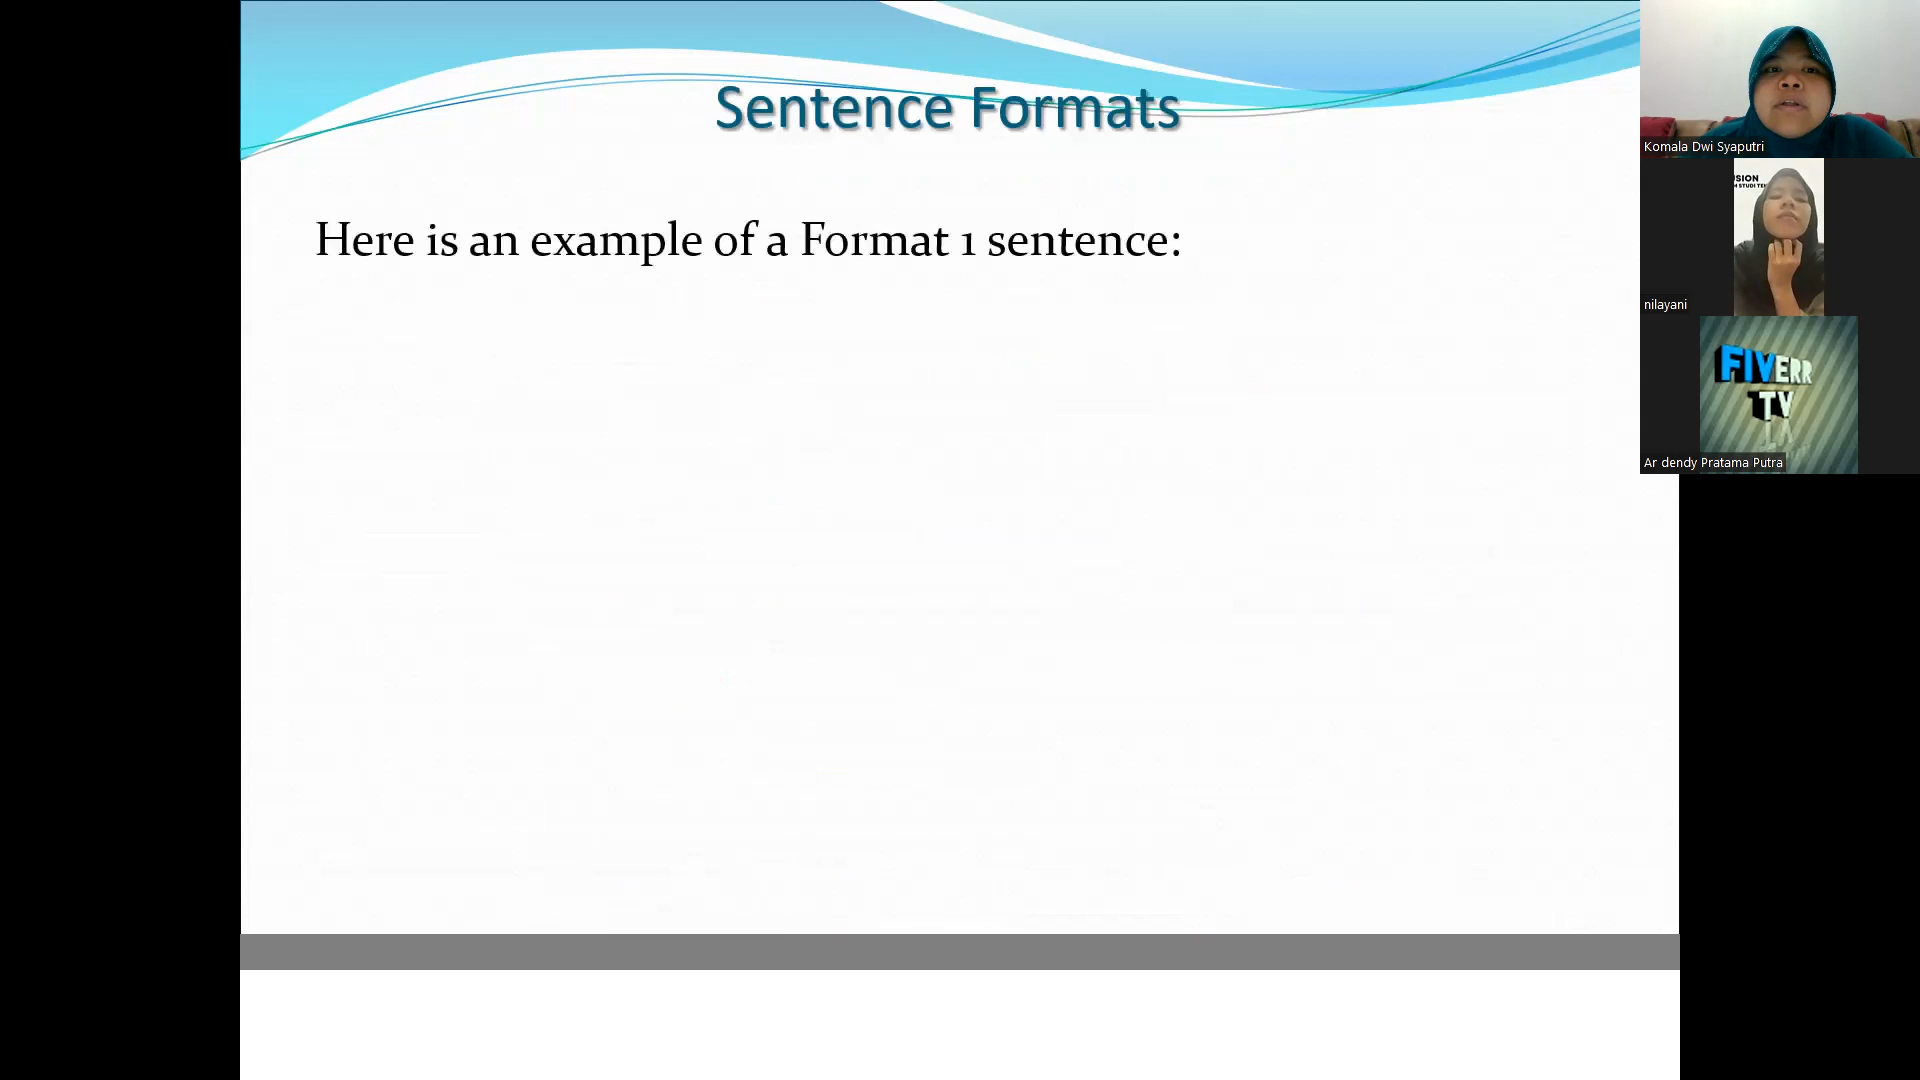 Sentence Formats
Here is an example of a Format 1 sentence:
Komala Dwi Syaputri
nilayani
FIVERR
TV
Ar dendy Pratama Putra